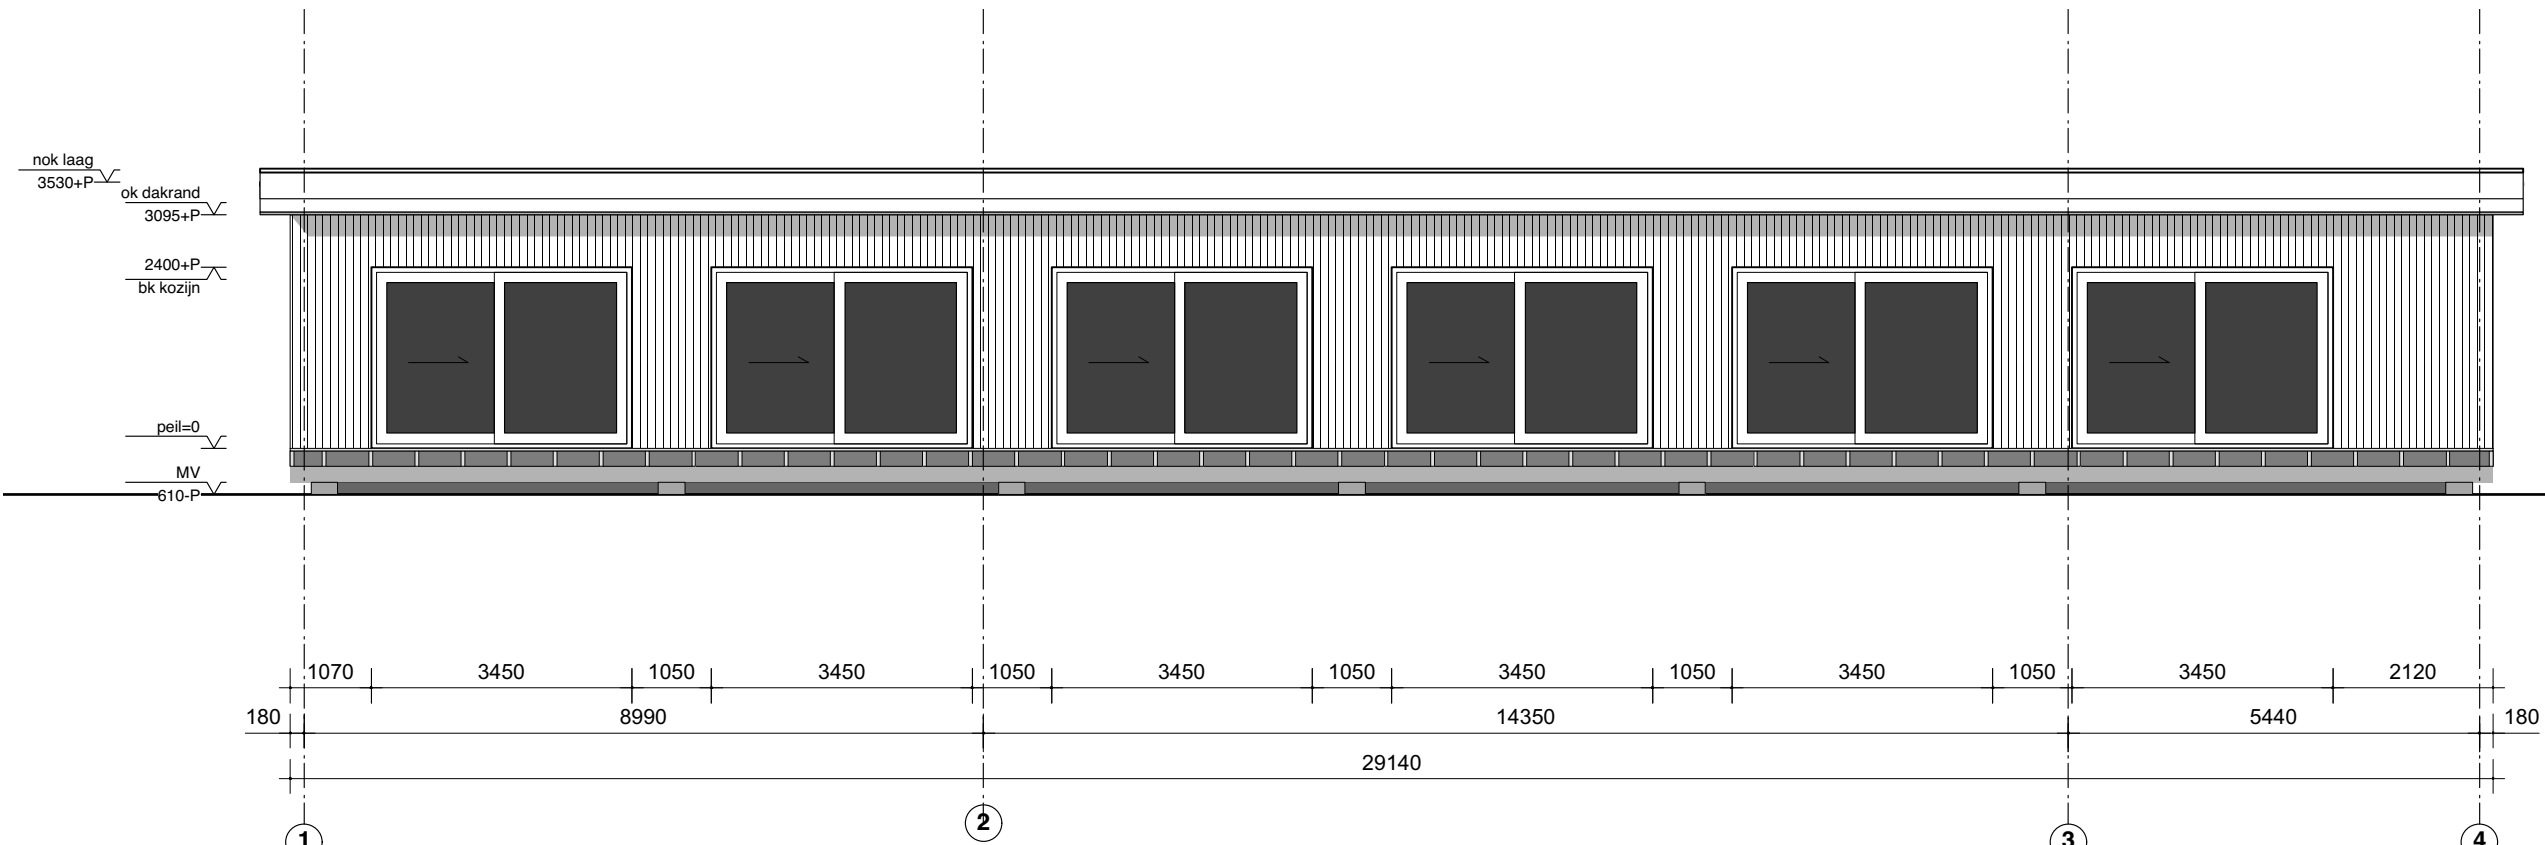 nok laag
3530+P
ok dakrand
3095+P
2400+P
bk kozijn
peil=0
MV
610-P
1070 3450 1050 3450 1050 3450 1050 3450 1050 3450 1050 3450 2120
180 8990 14350 5440 180
29140
1 2 3 4